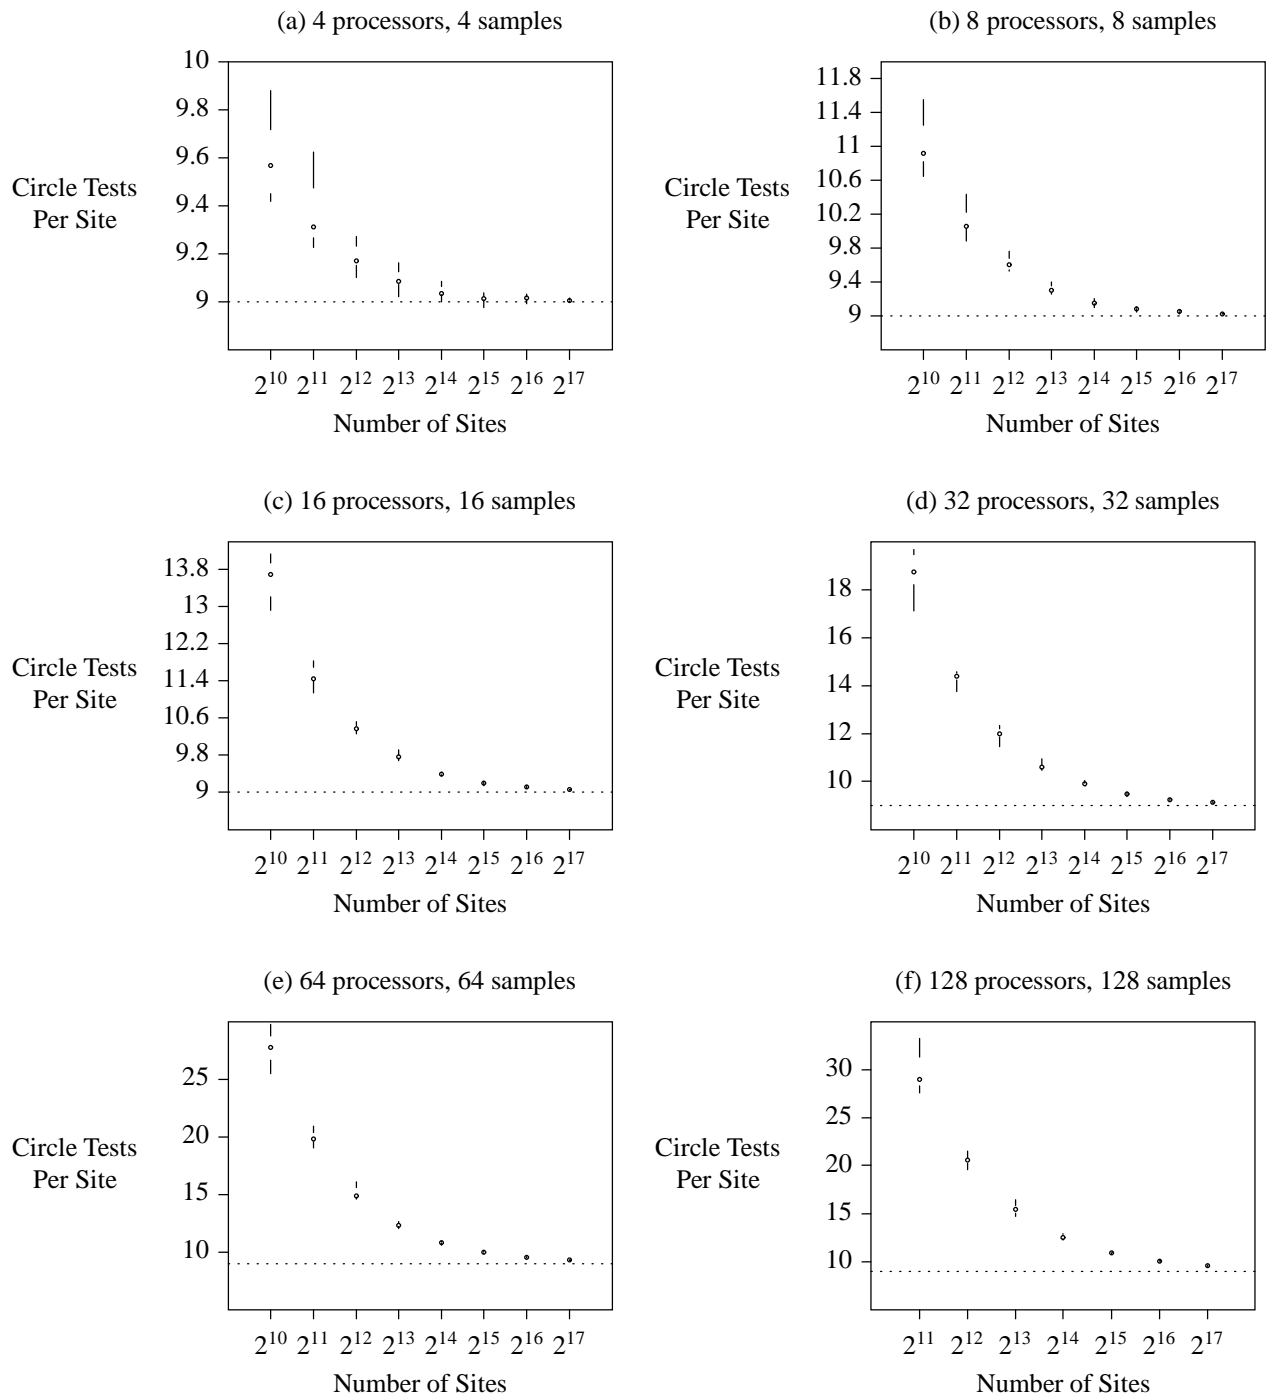 (a) 4 processors, 4 samples
10
9.8
9.6
9.4
9.2
9
Circle Tests
Per Site
2^10 2^11 2^12 2^13 2^14 2^15 2^16 2^17
Number of Sites
(b) 8 processors, 8 samples
11.8
11.4
11
10.6
10.2
9.8
9.4
9
Circle Tests
Per Site
2^10 2^11 2^12 2^13 2^14 2^15 2^16 2^17
Number of Sites
(c) 16 processors, 16 samples
13.8
13
12.2
11.4
10.6
9.8
9
Circle Tests
Per Site
2^10 2^11 2^12 2^13 2^14 2^15 2^16 2^17
Number of Sites
(d) 32 processors, 32 samples
18
16
14
12
10
Circle Tests
Per Site
2^10 2^11 2^12 2^13 2^14 2^15 2^16 2^17
Number of Sites
(e) 64 processors, 64 samples
25
20
15
10
Circle Tests
Per Site
2^10 2^11 2^12 2^13 2^14 2^15 2^16 2^17
Number of Sites
(f) 128 processors, 128 samples
30
25
20
15
10
Circle Tests
Per Site
2^11 2^12 2^13 2^14 2^15 2^16 2^17
Number of Sites